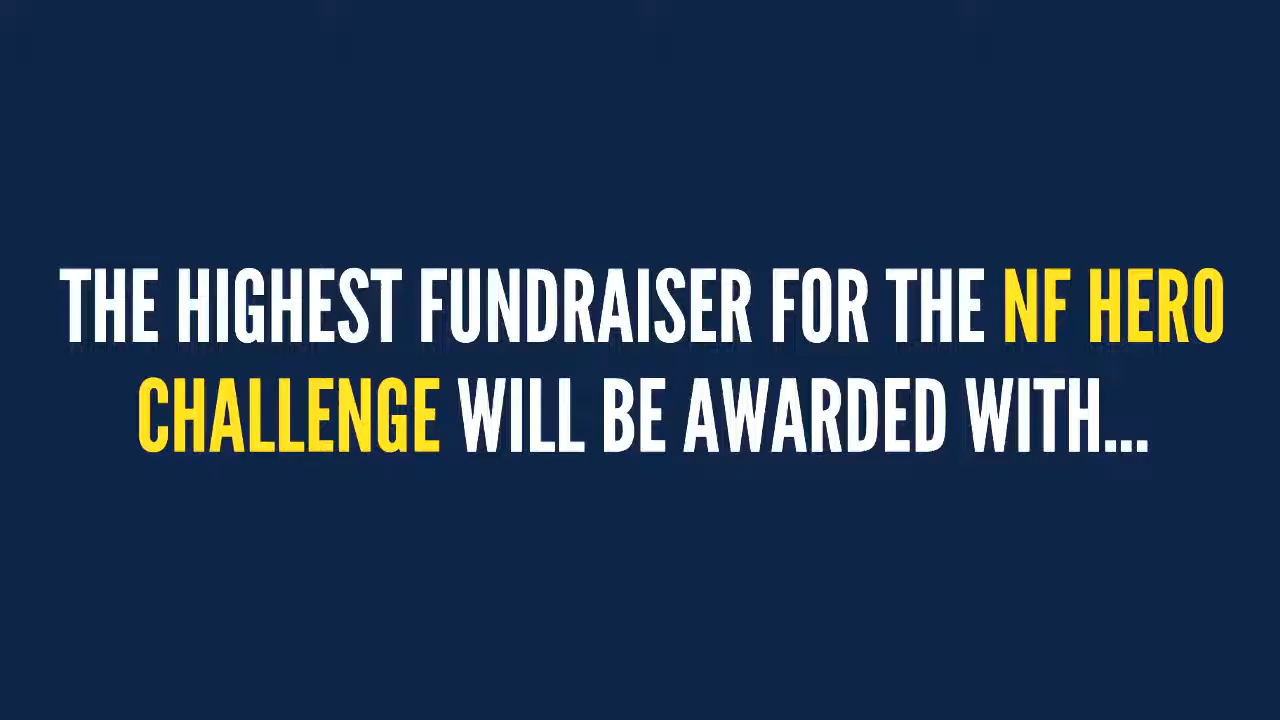 THE HIGHEST FUNDRAISER FOR THE NF HERO
CHALLENGE WILL BE AWARDED WITH...